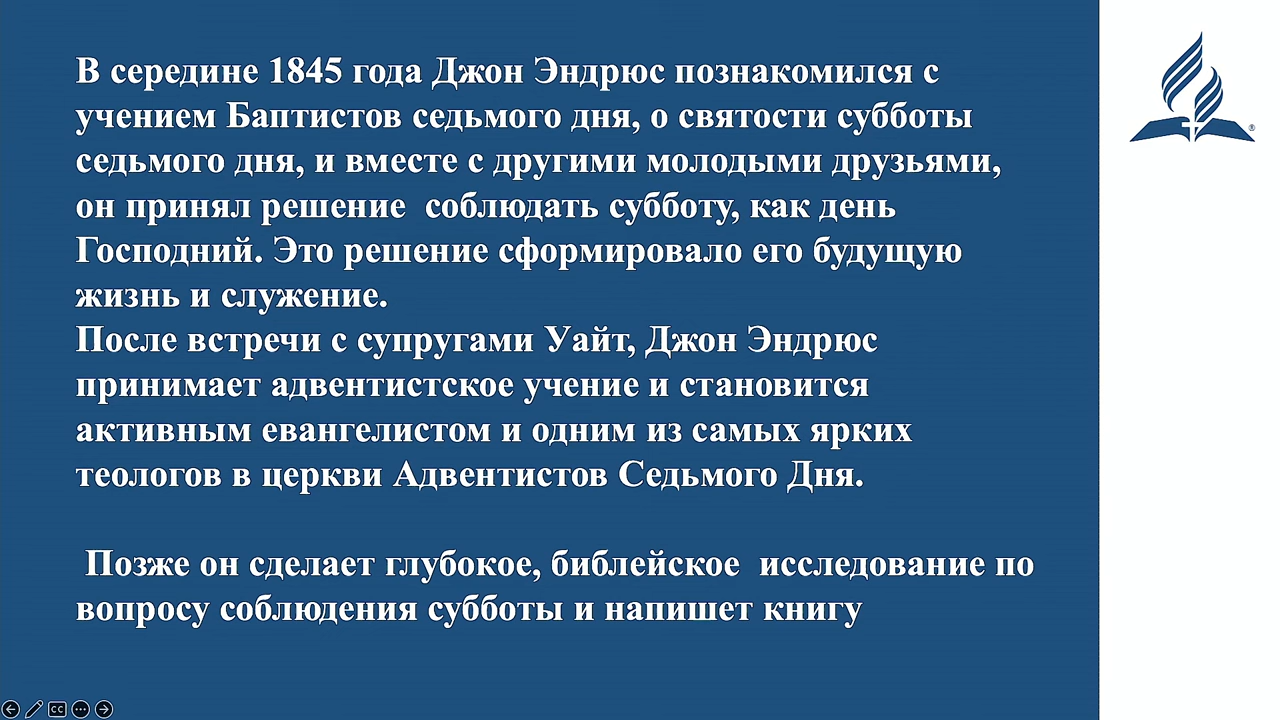 В середине 1845 года Джон Эндрюс познакомился с
учением Баптистов седьмого дня, о святости субботы
седьмого дня, и вместе с другими молодыми друзьями,
он принял решение  соблюдать субботу, как день
Господний. Это решение сформировало его будущую
жизнь и служение.
После встречи с супругами Уайт, Джон Эндрюс
принимает адвентистское учение и становится
активным евангелистом и одним из самых ярких
теологов в церкви Адвентистов Седьмого Дня.
Позже он сделает глубокое, библейское  исследование по
вопросу соблюдения субботы и напишет книгу
®
CC